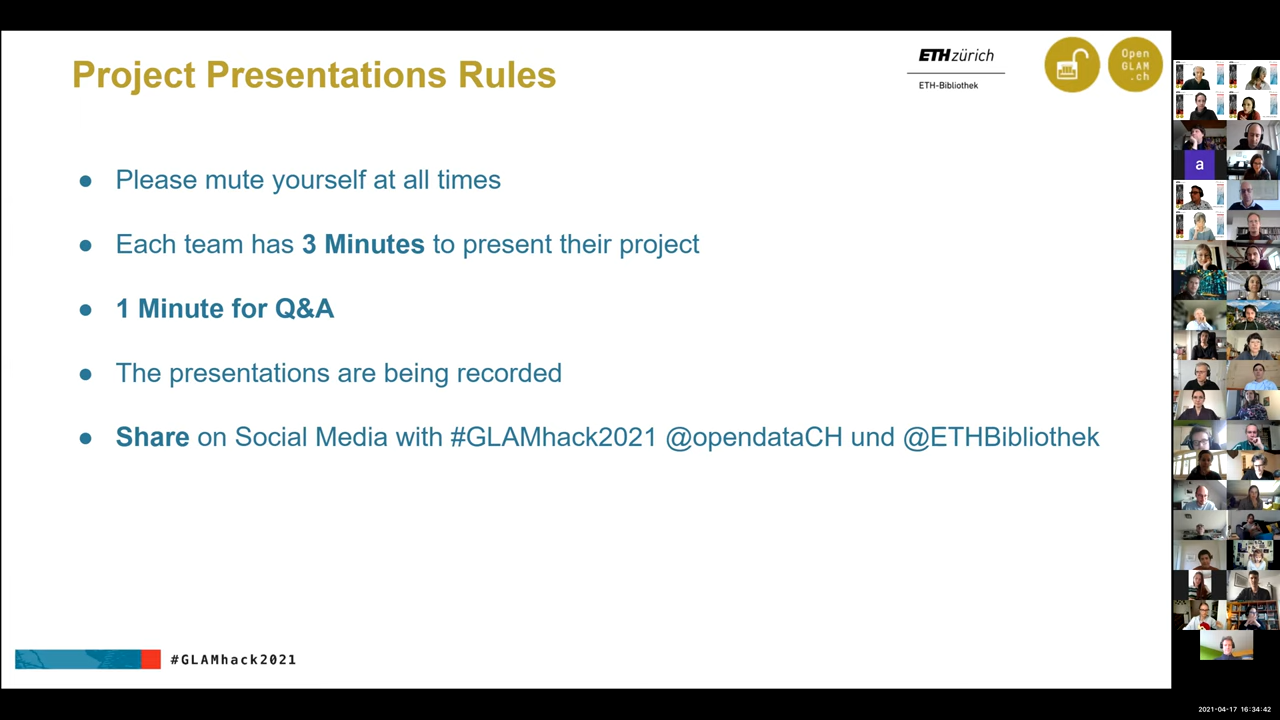 Project Presentations Rules
ETH zürich
ETH-Bibliothek
Open
GLAM
.ch
● Please mute yourself at all times
● Each team has 3 Minutes to present their project
● 1 Minute for Q&A
● The presentations are being recorded
● Share on Social Media with #GLAMhack2021 @opendataCH und @ETHBibliothek
#GLAMhack2021
a
2021-04-17 16:34:42